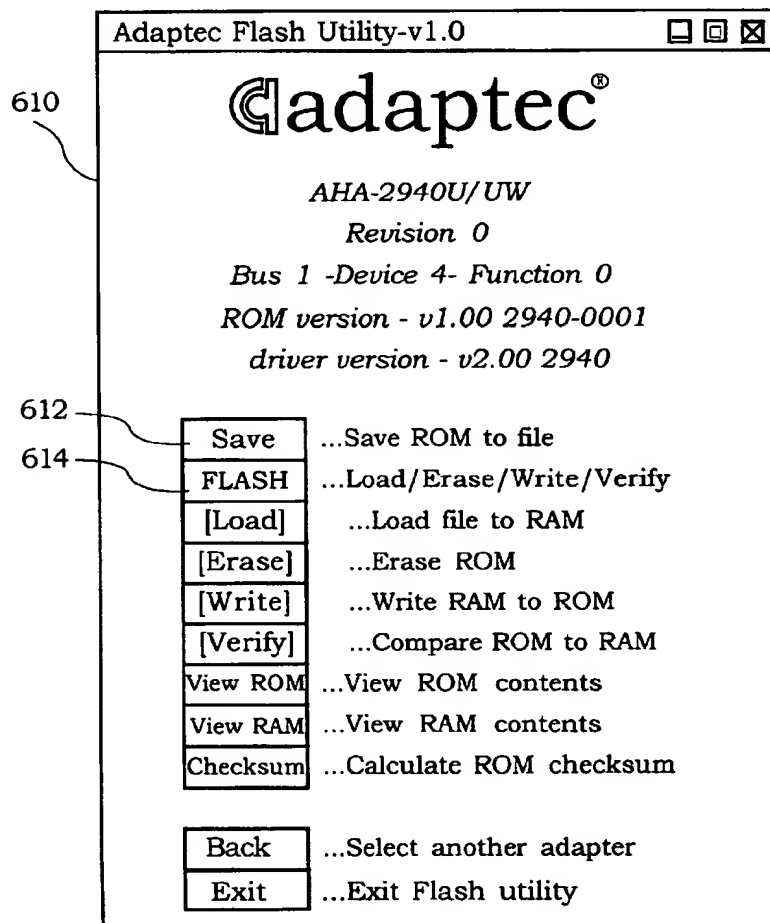 Adaptec Flash Utility-v1.0
610
adaptec®
AHA-2940U/UW
Revision 0
Bus 1 -Device 4- Function 0
ROM version - v1.00 2940-0001
driver version - v2.00 2940
612
Save ...Save ROM to file
614
FLASH ...Load/Erase/Write/Verify
[Load] ...Load file to RAM
[Erase] ...Erase ROM
[Write] ...Write RAM to ROM
[Verify] ...Compare ROM to RAM
View ROM ...View ROM contents
View RAM ...View RAM contents
Checksum ...Calculate ROM checksum
Back ...Select another adapter
Exit ...Exit Flash utility